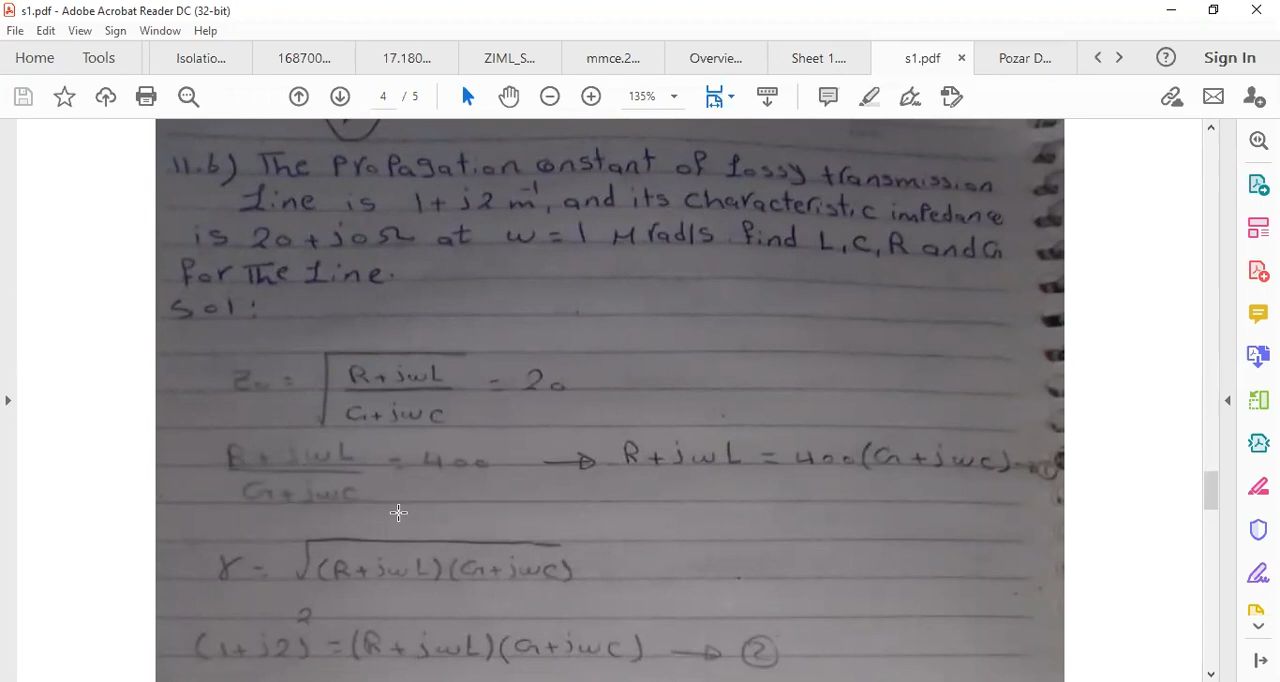 s1.pdf - Adobe Acrobat Reader DC (32-bit)
File Edit View Sign Window Help
Home Tools Isolatio... 168700... 17.180... ZIML_S... mmce.2... Overvie... Sheet 1.... s1.pdf × Pozar D... Sign In
4 / 5 135%
11.6) The Propagation constant of Lossy transmission
Line is 1+j2 m⁻¹, and its characteristic impedance
is 20+j0Ω at ω=1 Mrad/s. find L, C, R and G
for The Line.
Sol:
Z₀ = √((R+jωL)/(G+jωC)) = 20
(R+jωL)/(G+jωC) = 400 → R+jωL = 400(G+jωC) → ①
γ = √((R+jωL)(G+jωC))
(1+j2)² = (R+jωL)(G+jωC) → ②